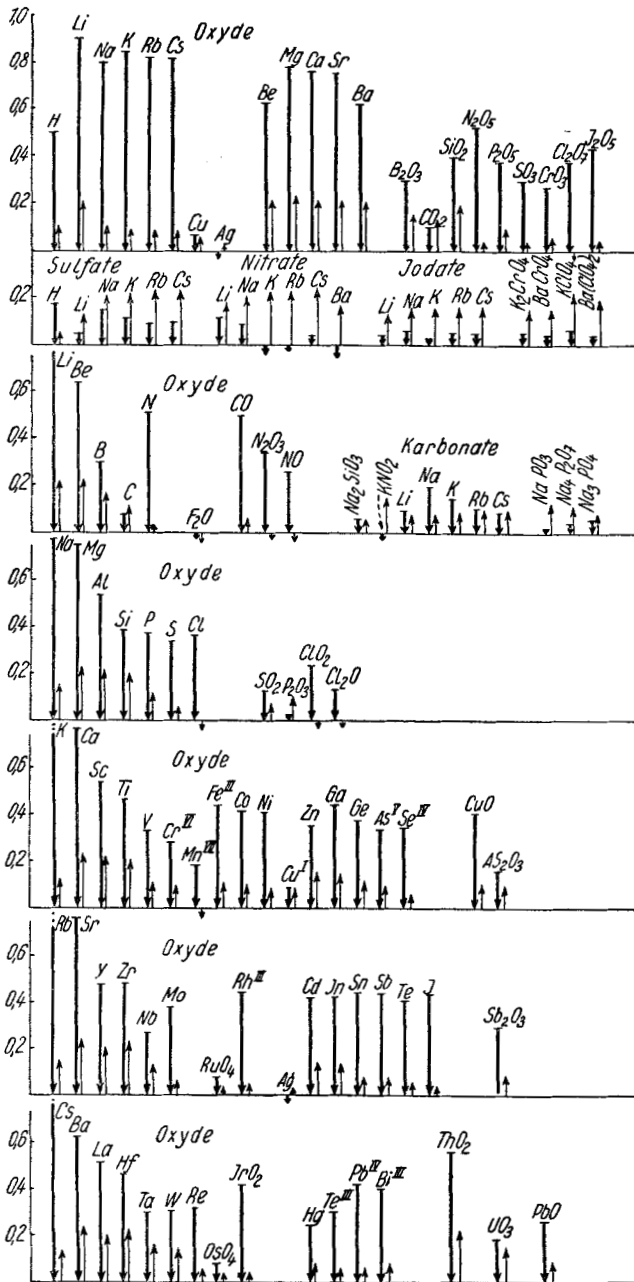 1,0
0,8
0,6
0,4
0,2
Oxyde
H
Li
Na
K
Rb
Cs
Cu
Ag
Be
Mg
Ca
Sr
Ba
B₂O₃
CO₂
SiO₂
N₂O₅
P₂O₅
SO₃
CrO₃
Cl₂O₇
J₂O₅
Sulfate
Nitrate
Jodate
0,2
H
Li
Na
K
Rb
Cs
Li
Na
K
Rb
Cs
Ba
Li
Na
K
Rb
Cs
K₂CrO₄
BaCrO₄
KClO₄
Ba(ClO₄)₂
0,6
0,4
0,2
Oxyde
Li
Be
B
C
N
F₂O
CO
N₂O₃
NO
Na₂SiO₃
KNO₂
Karbonate
Li
Na
K
Rb
Cs
NaPO₃
Na₄P₂O₇
Na₃PO₄
0,6
0,4
0,2
Oxyde
Na
Mg
Al
Si
P
S
Cl
SO₂
P₂O₃
ClO₂
Cl₂O
0,6
0,4
0,2
Oxyde
K
Ca
Sc
Ti
V
Cr VI
Mn VII
Fe III
Co
Ni
Cu I
Zn
Ga
Ge
As V
Se IV
CuO
AS₂O₃
0,6
0,4
0,2
Oxyde
Rb
Sr
y
Zr
Nb
Mo
RuO₄
Rh III
Ag
Cd
Jn
Sn
Sb
Te
J
Sb₂O₃
0,6
0,4
0,2
Oxyde
Cs
Ba
La
Hf
Ta
W
Re
OsO₄
JrO₂
Hg
Te III
Pb IV
Bi III
ThO₂
UO₃
PbO